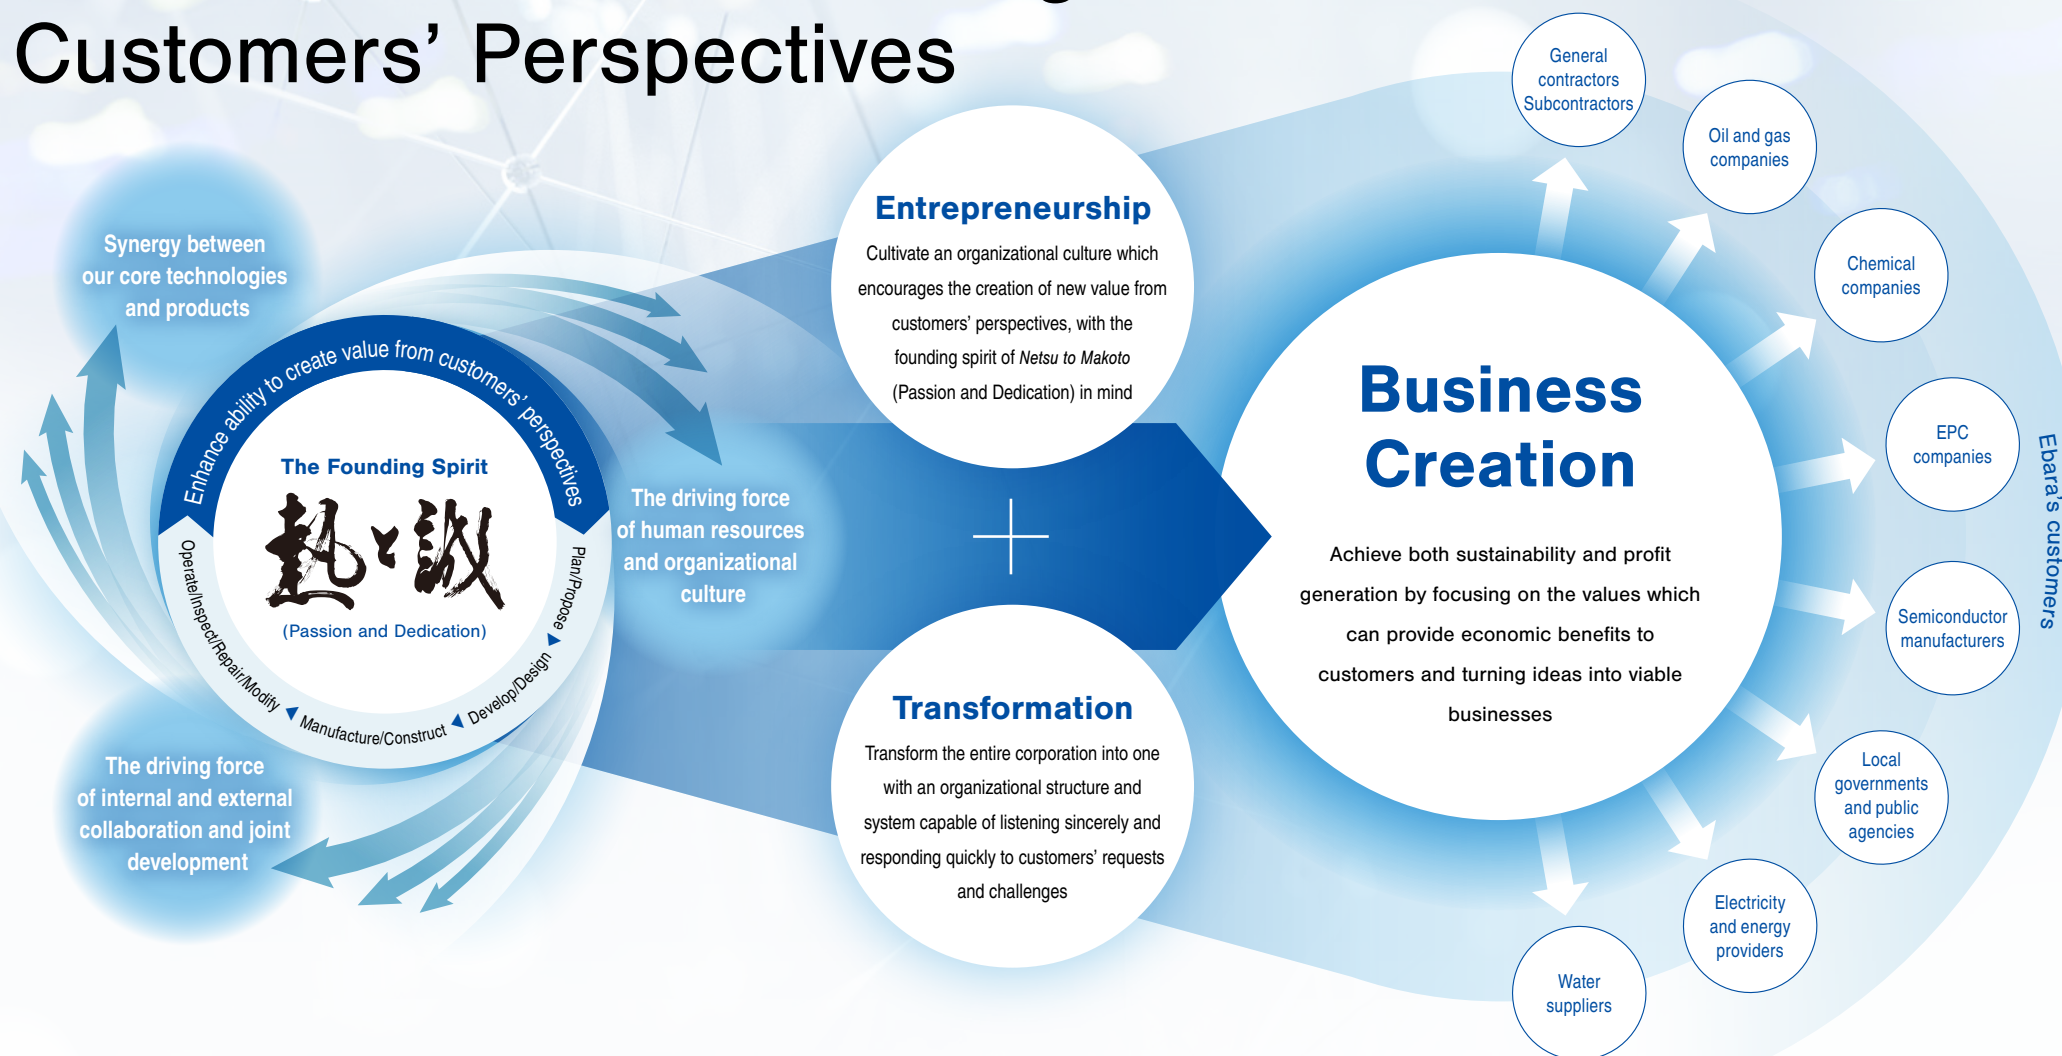 Customers’ Perspectives
Synergy between
our core technologies
and products
Enhance ability to create value from customers’ perspectives
The Founding Spirit
熱と誠
(Passion and Dedication)
Plan/Propose
Develop/Design
Manufacture/Construct
Operate/Inspect/Repair/Modify
The driving force
of human resources
and organizational
culture
The driving force
of internal and external
collaboration and joint
development
Entrepreneurship
Cultivate an organizational culture which
encourages the creation of new value from
customers’ perspectives, with the
founding spirit of Netsu to Makoto
(Passion and Dedication) in mind
Transformation
Transform the entire corporation into one
with an organizational structure and
system capable of listening sincerely and
responding quickly to customers’ requests
and challenges
Business
Creation
Achieve both sustainability and profit
generation by focusing on the values which
can provide economic benefits to
customers and turning ideas into viable
businesses
General
contractors
Subcontractors
Oil and gas
companies
Chemical
companies
EPC
companies
Semiconductor
manufacturers
Local
governments
and public
agencies
Electricity
and energy
providers
Water
suppliers
Ebara’s customers